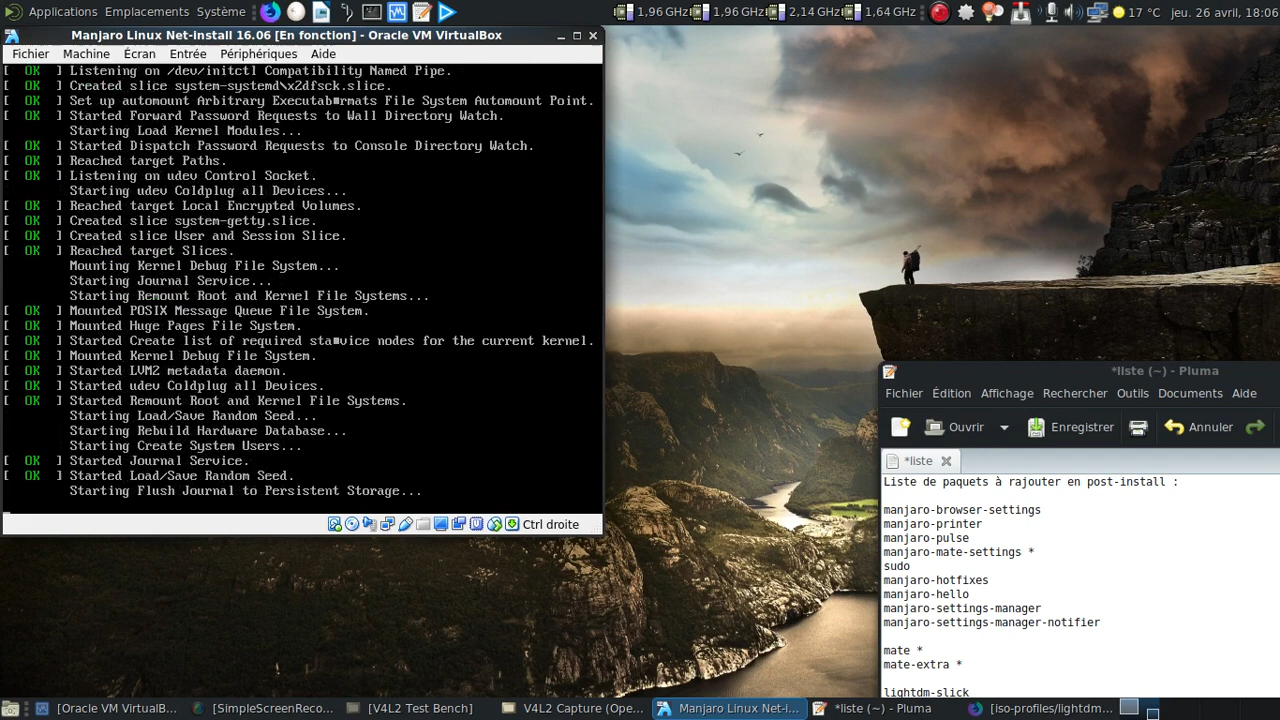 Applications Emplacements Système
1,96 GHz 1,96 GHz 2,14 GHz 1,64 GHz 17 °C jeu. 26 avril, 18:06
Manjaro Linux Net-Install 16.06 [En fonction] - Oracle VM VirtualBox
Fichier Machine Écran Entrée Périphériques Aide
[ OK ] Listening on /dev/initctl Compatibility Named Pipe.
[ OK ] Created slice system-systemd\x2dfsck.slice.
[ OK ] Set up automount Arbitrary Executab■rmats File System Automount Point.
[ OK ] Started Forward Password Requests to Wall Directory Watch.
Starting Load Kernel Modules...
[ OK ] Started Dispatch Password Requests to Console Directory Watch.
[ OK ] Reached target Paths.
[ OK ] Listening on udev Control Socket.
Starting udev Coldplug all Devices...
[ OK ] Reached target Local Encrypted Volumes.
[ OK ] Created slice system-getty.slice.
[ OK ] Created slice User and Session Slice.
[ OK ] Reached target Slices.
Mounting Kernel Debug File System...
Starting Journal Service...
Starting Remount Root and Kernel File Systems...
[ OK ] Mounted POSIX Message Queue File System.
[ OK ] Mounted Huge Pages File System.
[ OK ] Started Create list of required sta■vice nodes for the current kernel.
[ OK ] Mounted Kernel Debug File System.
[ OK ] Started LVM2 metadata daemon.
[ OK ] Started udev Coldplug all Devices.
[ OK ] Started Remount Root and Kernel File Systems.
Starting Load/Save Random Seed...
Starting Rebuild Hardware Database...
Starting Create System Users...
[ OK ] Started Journal Service.
[ OK ] Started Load/Save Random Seed.
Starting Flush Journal to Persistent Storage...
Ctrl droite
*liste (~) - Pluma
Fichier Édition Affichage Rechercher Outils Documents Aide
Ouvrir Enregistrer Annuler
*liste
Liste de paquets à rajouter en post-install :
manjaro-browser-settings
manjaro-printer
manjaro-pulse
manjaro-mate-settings *
sudo
manjaro-hotfixes
manjaro-hello
manjaro-settings-manager
manjaro-settings-manager-notifier
mate *
mate-extra *
lightdm-slick
[Oracle VM VirtualB... [SimpleScreenReco... [V4L2 Test Bench] V4L2 Capture (Ope... Manjaro Linux Net-i... *liste (~) - Pluma [iso-profiles/lightdm...